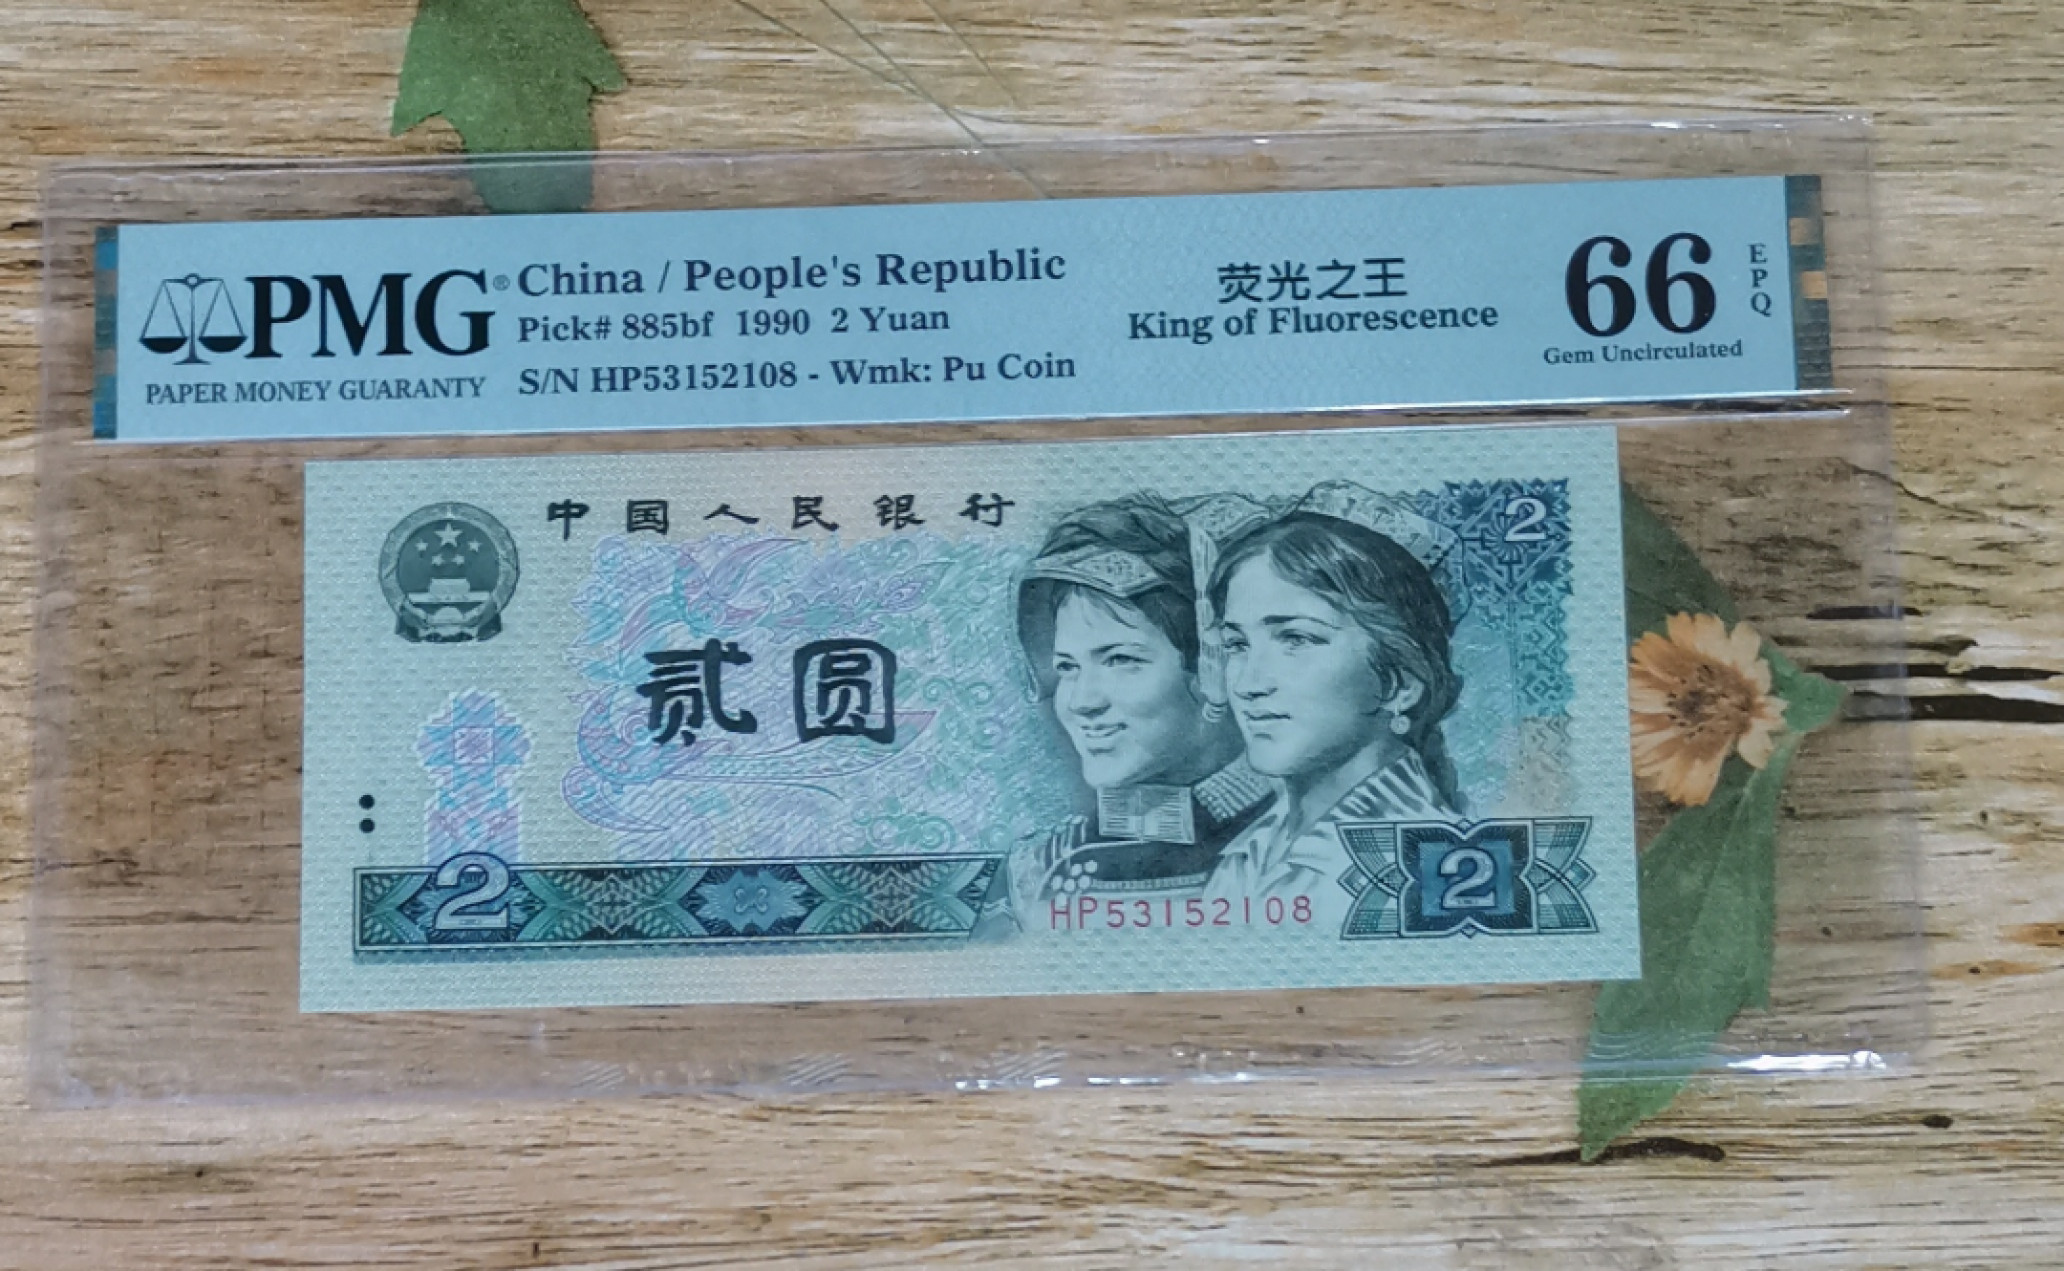 PMG®
PAPER MONEY GUARANTY
China / People's Republic
Pick# 885bf 1990 2 Yuan
S/N HP53152108 - Wmk: Pu Coin
荧光之王
King of Fluorescence
66
EPQ
Gem Uncirculated
中国人民银行
2
贰圆
2
HP53152108
2